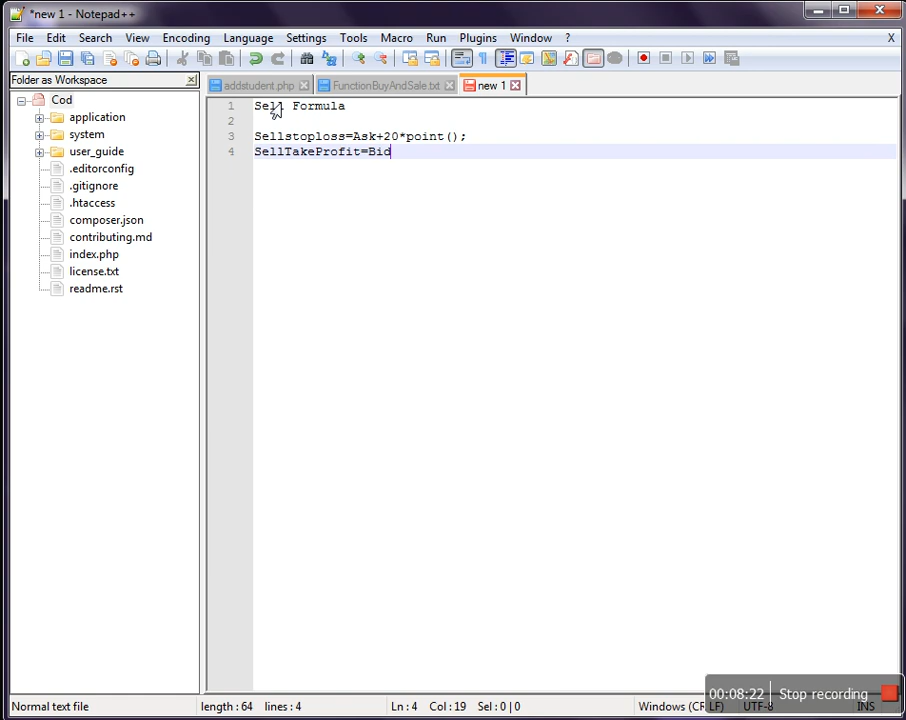 *new 1 - Notepad++
File Edit Search View Encoding Language Settings Tools Macro Run Plugins Window ? X
Folder as Workspace
addstudent.php FunctionBuyAndSale.txt new 1
Cod
application
system
user_guide
.editorconfig
.gitignore
.htaccess
composer.json
contributing.md
index.php
license.txt
readme.rst
1 Sell Formula
2
3 Sellstoploss=Ask+20*point();
4 SellTakeProfit=Bid
00:08:22 Stop recording
Normal text file length : 64 lines : 4 Ln : 4 Col : 19 Sel : 0 | 0 Windows (CR LF) UTF-8 INS